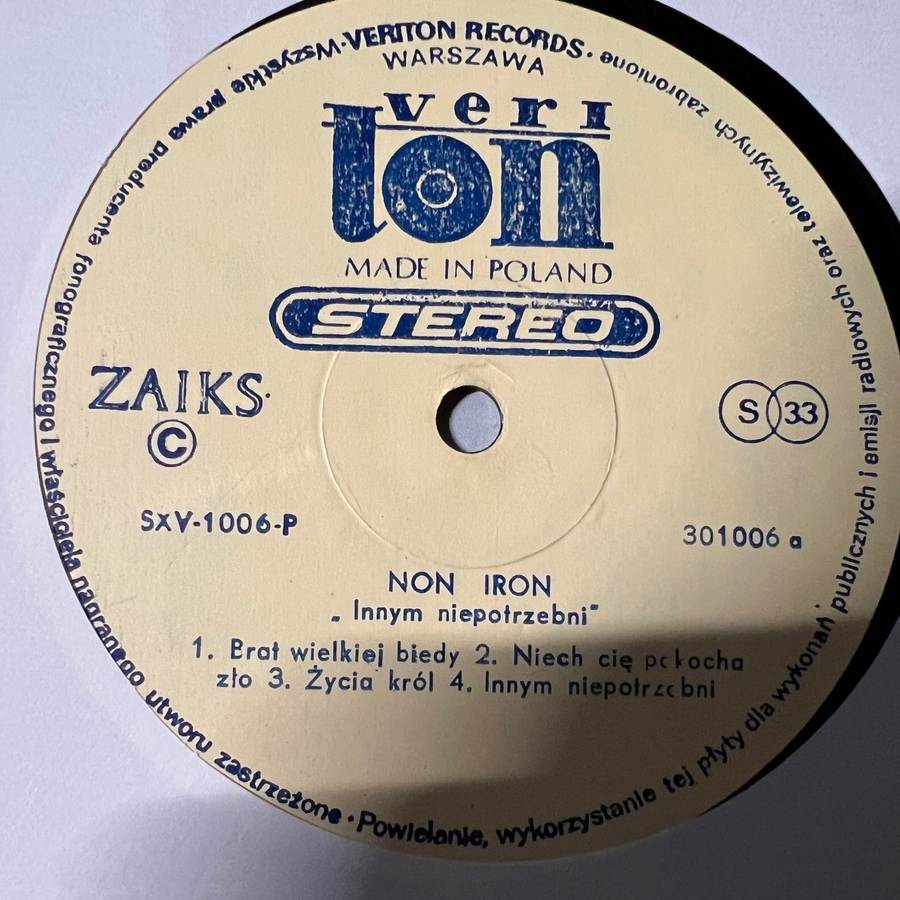 ·VERITON RECORDS·
WARSZAWA
veri
ton
MADE IN POLAND
STEREO
ZAIKS·
©
S 33
SXV-1006-P
301006 a
NON IRON
„Innym niepotrzebni"
1. Brat wielkiej biedy 2. Niech cię pokocha
zło 3. Życia król 4. Innym niepotrzebni
Wszystkie prawa producenta fonograficznego i właściciela nagranego utworu zastrzeżone · Powielanie, wykorzystanie tej płyty dla wykonań publicznych i emisji radiowych oraz telewizyjnych zabronione